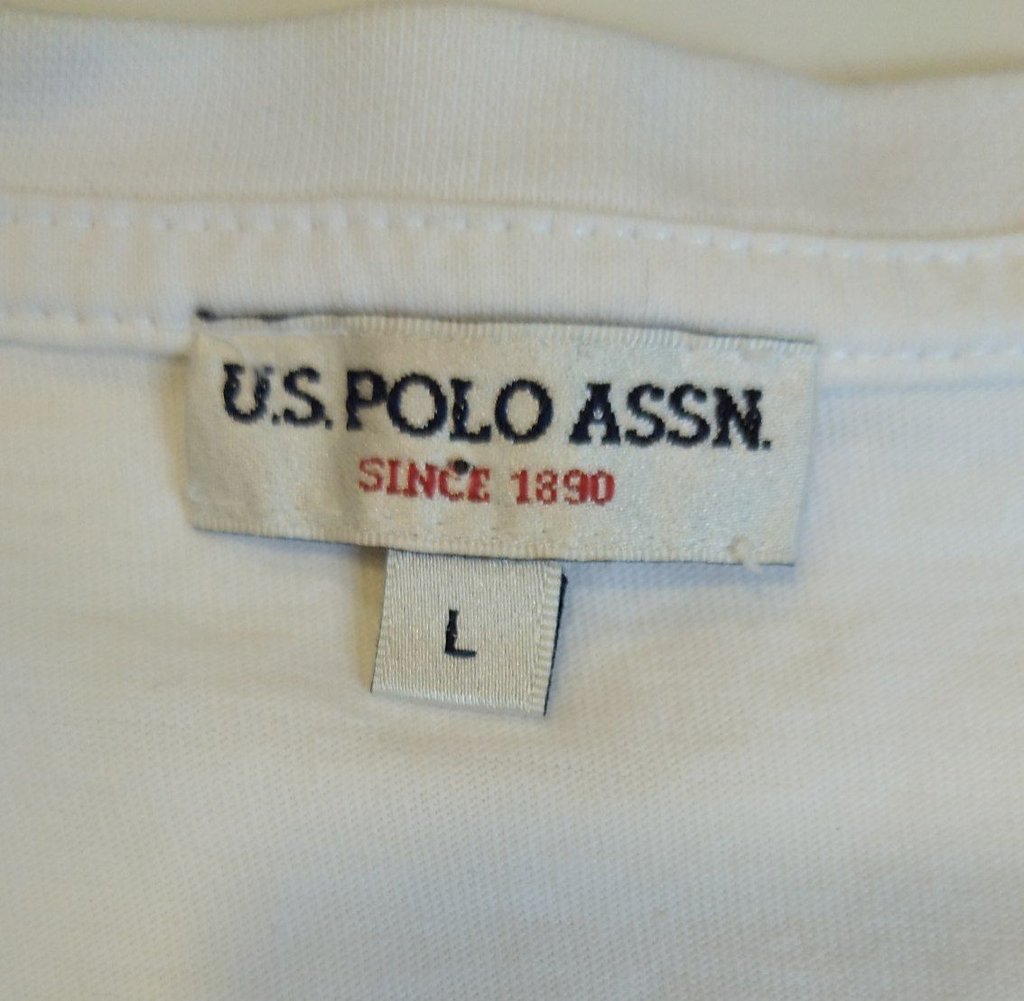 U.S. POLO ASSN.
SINCE 1890
L